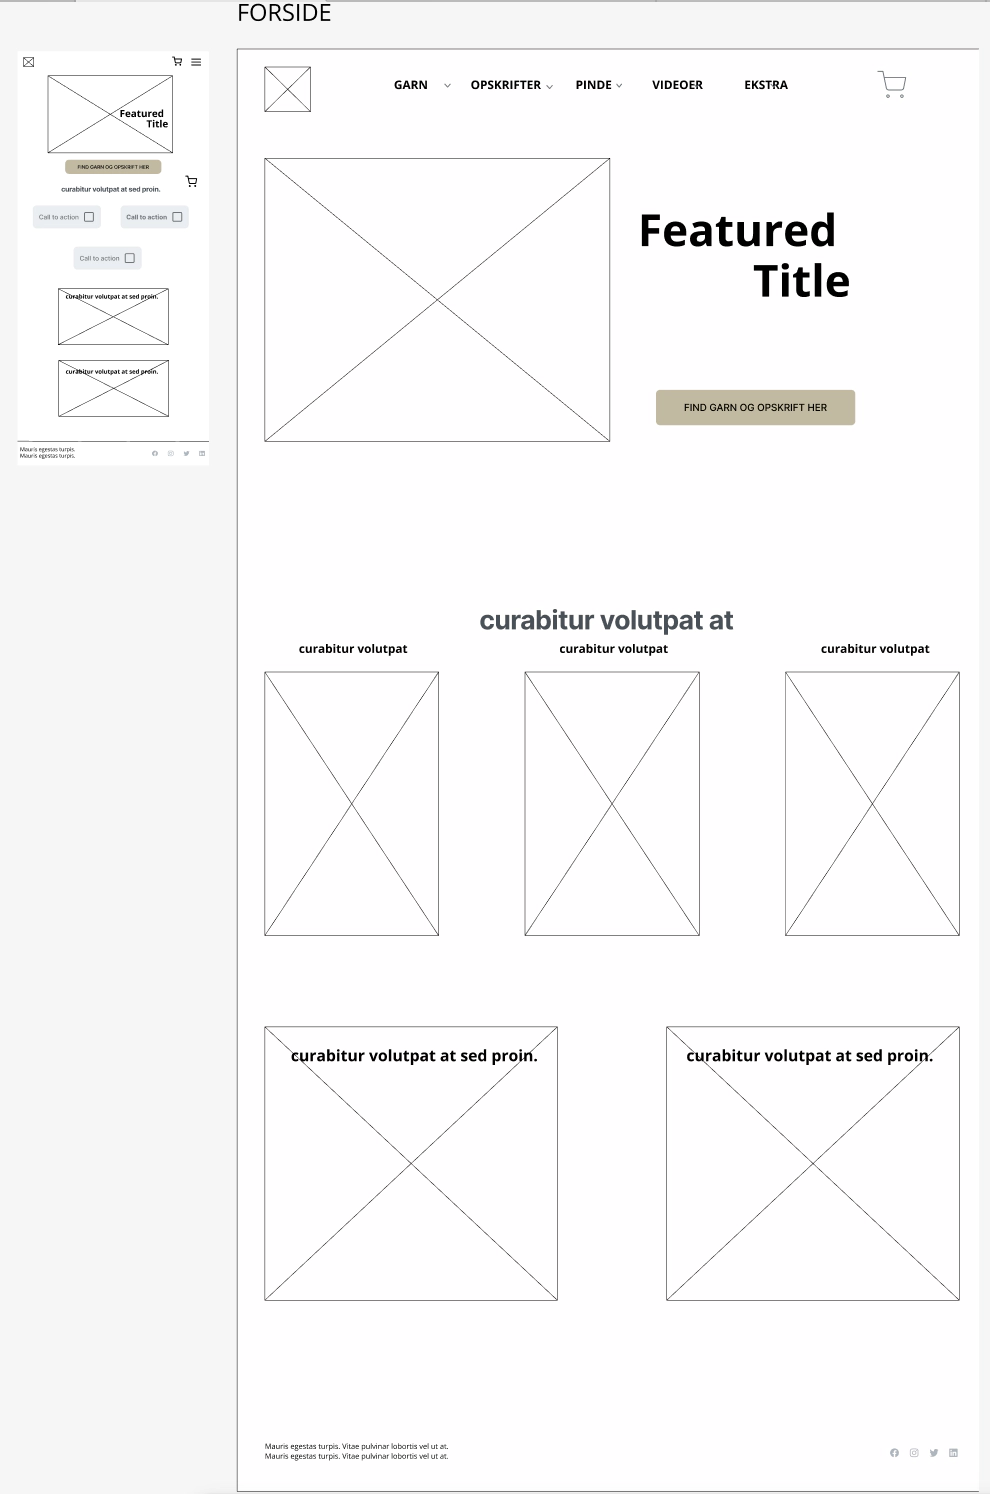 FORSIDE
Featured
Title
FIND GARN OG OPSKRIFT HER
curabitur volutpat at sed proin.
Call to action
Call to action
Call to action
curabitur volutpat at sed proin.
curabitur volutpat at sed proin.
Mauris egestas turpis.
Mauris egestas turpis.
GARN OPSKRIFTER PINDE VIDEOER EKSTRA
Featured
Title
FIND GARN OG OPSKRIFT HER
curabitur volutpat at
curabitur volutpat curabitur volutpat curabitur volutpat
curabitur volutpat at sed proin. curabitur volutpat at sed proin.
Mauris egestas turpis. Vitae pulvinar lobortis vel ut at.
Mauris egestas turpis. Vitae pulvinar lobortis vel ut at.